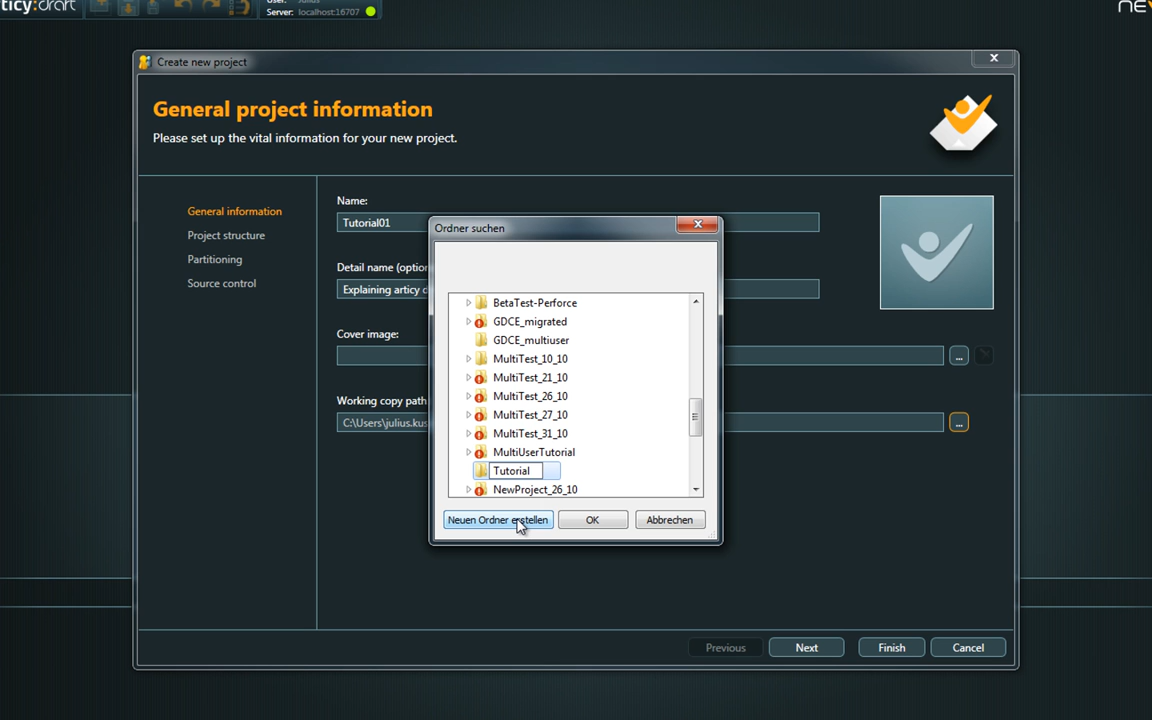 ticy:draft
Server: localhost:16707
Create new project
General project information
Please set up the vital information for your new project.
General information
Project structure
Partitioning
Source control
Name:
Tutorial01
Detail name (option
Explaining articy d
Cover image:
...
Working copy path
C:\Users\julius.kus
...
Ordner suchen
BetaTest-Perforce
GDCE_migrated
GDCE_multiuser
MultiTest_10_10
MultiTest_21_10
MultiTest_26_10
MultiTest_27_10
MultiTest_31_10
MultiUserTutorial
Tutorial
NewProject_26_10
Neuen Ordner erstellen
OK
Abbrechen
Previous
Next
Finish
Cancel